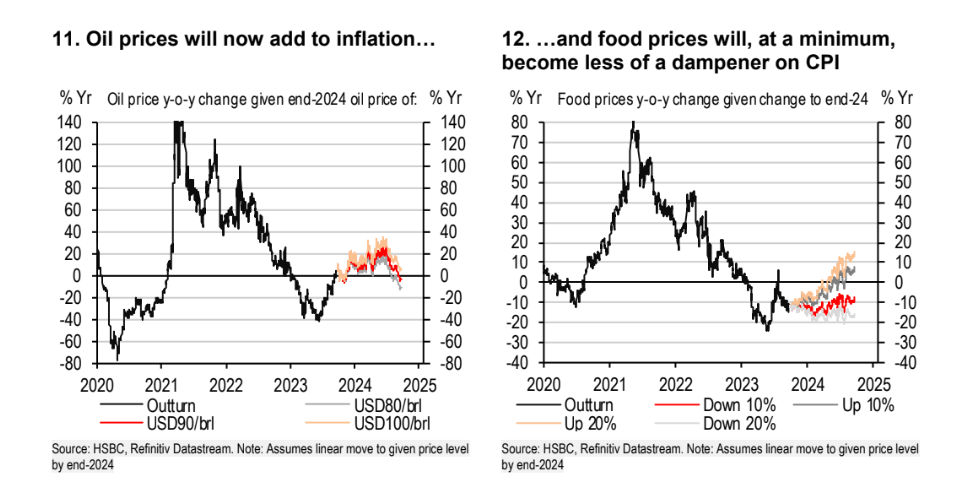 11. Oil prices will now add to inflation…
% Yr Oil price y-o-y change given end-2024 oil price of: % Yr
140 140
120 120
100 100
80 80
60 60
40 40
20 20
0 0
-20 -20
-40 -40
-60 -60
-80 -80
2020 2021 2022 2023 2024 2025
Outturn USD80/brl
USD90/brl USD100/brl
Source: HSBC, Refinitiv Datastream. Note: Assumes linear move to given price level
by end-2024
12. …and food prices will, at a minimum,
become less of a dampener on CPI
% Yr Food prices y-o-y change given change to end-24 % Yr
80 80
70 70
60 60
50 50
40 40
30 30
20 20
10 10
0 0
-10 -10
-20 -20
-30 -30
-40 -40
2020 2021 2022 2023 2024 2025
Outturn Down 10% Up 10%
Up 20% Down 20%
Source: HSBC, Refinitiv Datastream. Note: Assumes linear move to given price level
by end-2024